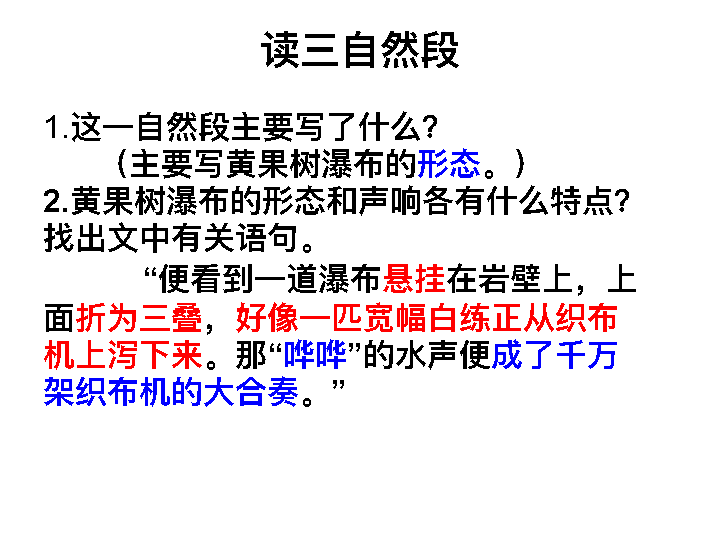 读三自然段
1.这一自然段主要写了什么?
（主要写黄果树瀑布的形态。）
2.黄果树瀑布的形态和声响各有什么特点?
找出文中有关语句。
“便看到一道瀑布悬挂在岩壁上，上
面折为三叠，好像一匹宽幅白练正从织布
机上泻下来。那“哗哗”的水声便成了千万
架织布机的大合奏。”